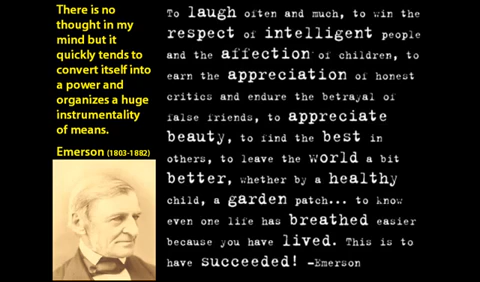 There is no
thought in my
mind but it
quickly tends to
convert itself into
a power and
organizes a huge
instrumentality
of means.
Emerson (1803-1882)
To laugh often and much, to win the
respect of intelligent people
and the affection of children, to
earn the appreciation of honest
critics and endure the betrayal of
false friends, to appreciate
beauty, to find the best in
others, to leave the world a bit
better, whether by a healthy
child, a garden patch... to know
even one life has breathed easier
because you have lived. This is to
have succeeded! -Emerson